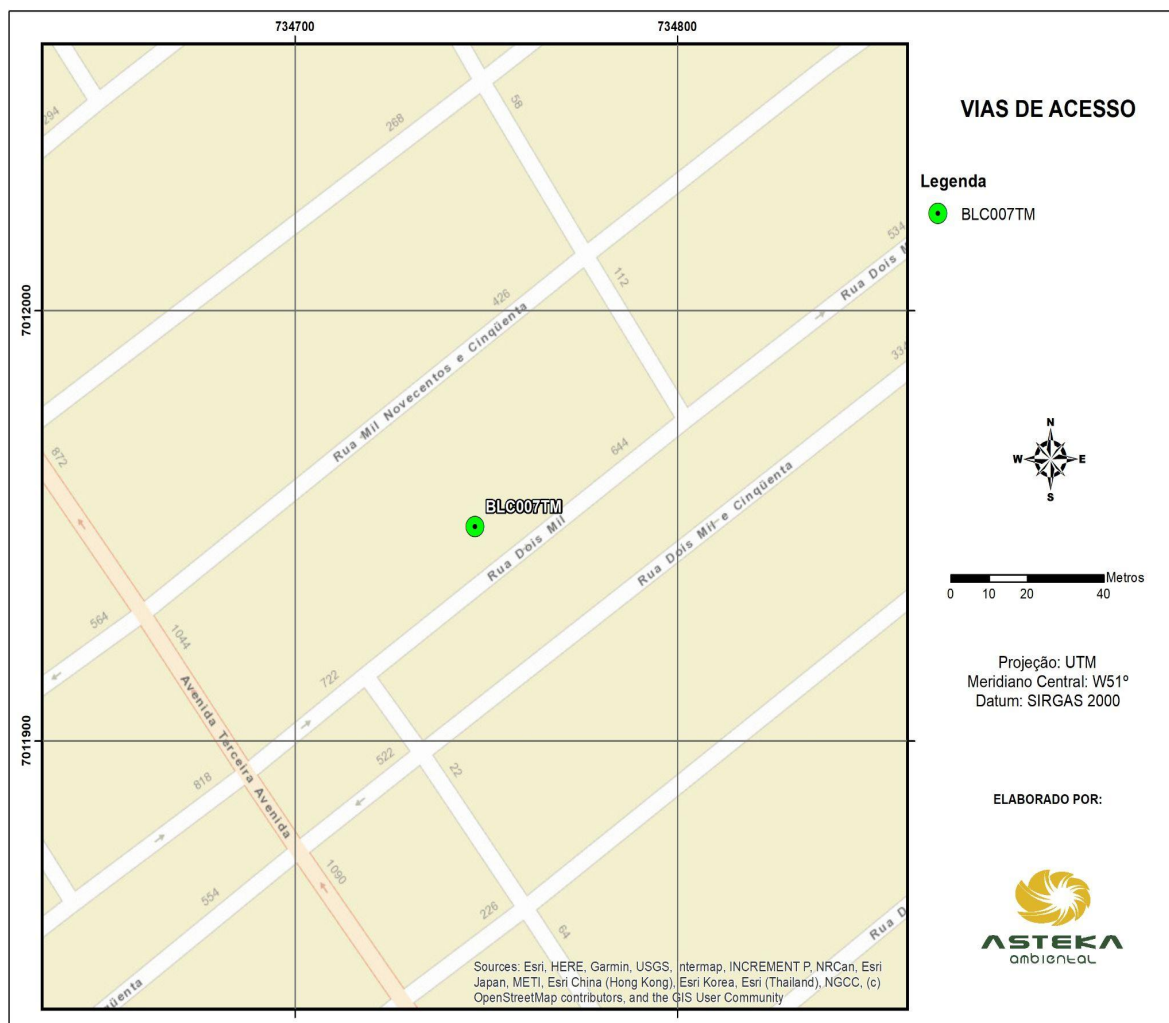 734700
734800
VIAS DE ACESSO
Legenda
BLC007TM
7012000
7011900
294
268
58
112
534
Rua Dois M
334
426
Rua Mil Novecentos e Cinqüenta
872
644
BLC007TM
Rua Dois Mil
Rua Dois Mil e Cinqüenta
564
1044
722
Avenida Terceira Avenida
522
22
818
1090
554
226
64
Rua D
qüenta
N
W
E
S
Metros
0 10 20 40
Projeção: UTM
Meridiano Central: W51º
Datum: SIRGAS 2000
ELABORADO POR:
ASTEKA
ambiental
Sources: Esri, HERE, Garmin, USGS, Intermap, INCREMENT P, NRCan, Esri
Japan, METI, Esri China (Hong Kong), Esri Korea, Esri (Thailand), NGCC, (c)
OpenStreetMap contributors, and the GIS User Community